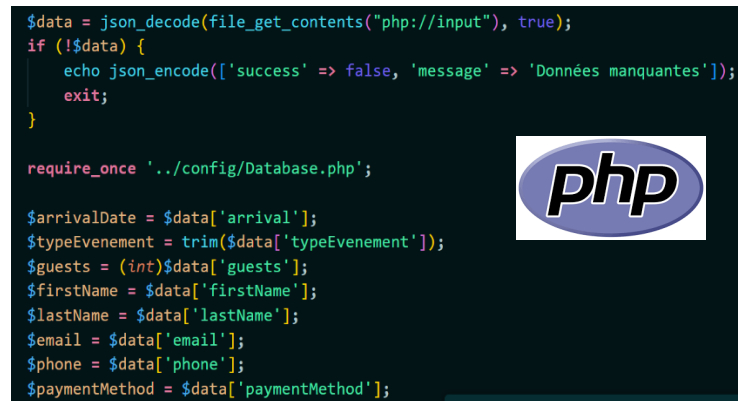 $data = json_decode(file_get_contents("php://input"), true);
if (!$data) {
    echo json_encode(['success' => false, 'message' => 'Données manquantes']);
    exit;
}
require_once '../config/Database.php';
php
$arrivalDate = $data['arrival'];
$typeEvenement = trim($data['typeEvenement']);
$guests = (int)$data['guests'];
$firstName = $data['firstName'];
$lastName = $data['lastName'];
$email = $data['email'];
$phone = $data['phone'];
$paymentMethod = $data['paymentMethod'];